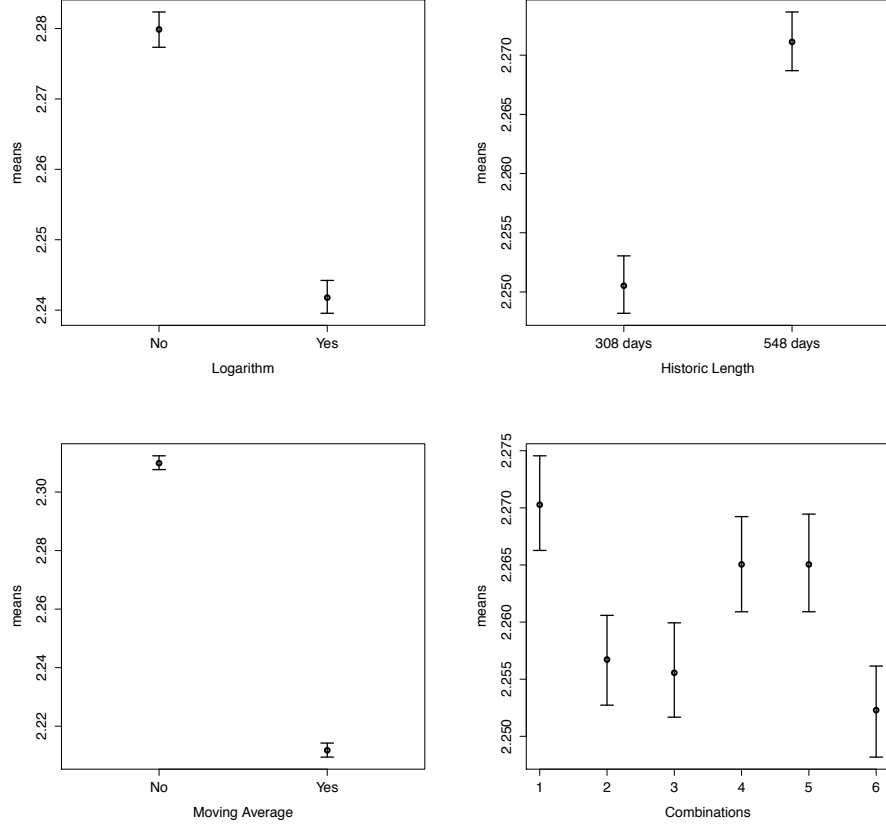 means
2.28
2.27
2.26
2.25
2.24
No
Yes
Logarithm
means
2.270
2.265
2.260
2.255
2.250
308 days
548 days
Historic Length
means
2.30
2.28
2.26
2.24
2.22
No
Yes
Moving Average
means
2.275
2.270
2.265
2.260
2.255
2.250
1 2 3 4 5 6
Combinations